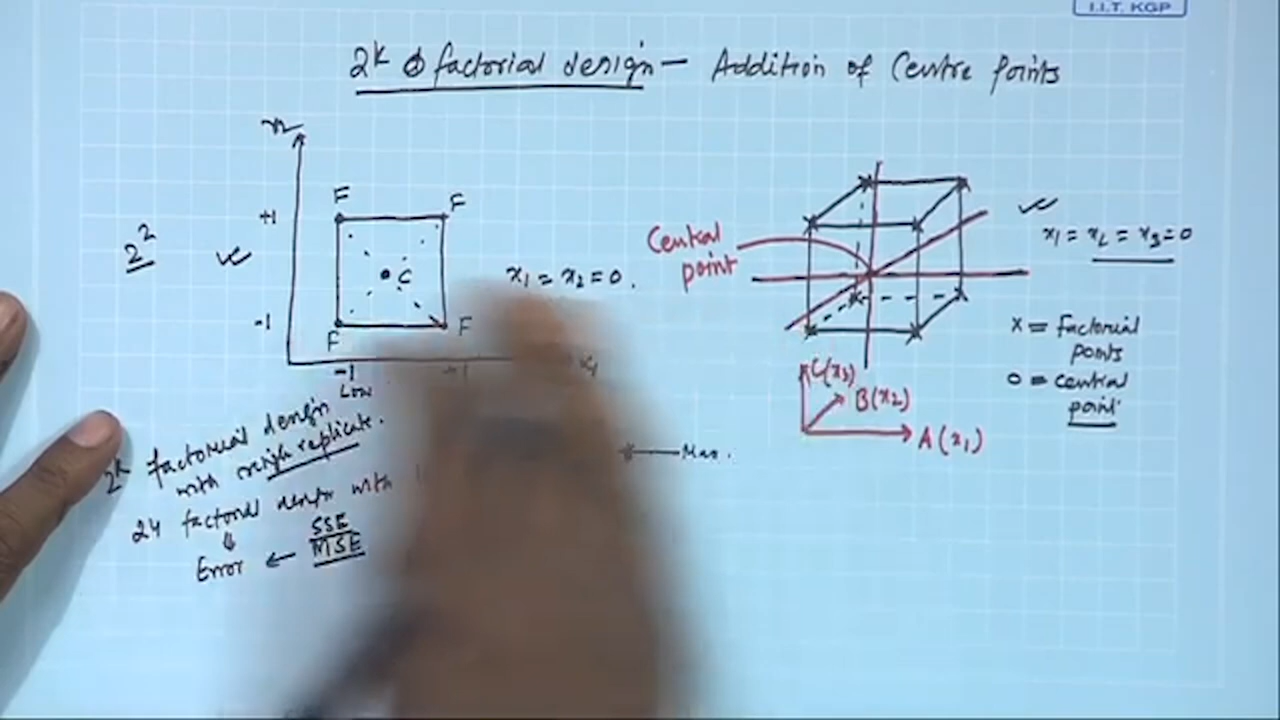 I.I.T. KGP
2^K factorial design — Addition of Centre Points
x2
F F
+1
2^2
C
x1 = x2 = 0.
-1
F F
-1
Low
2^K factorial design
with single replicate.
24 factorial design with
SSE
Error ← MSE
Max.
Central
point
x1 = x2 = x3 = 0
x = Factorial
points
o = central
point
C(x3)
B(x2)
A(x1)